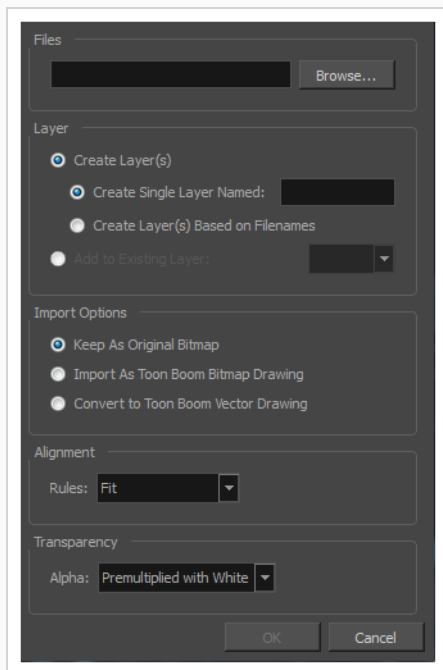 Files
Browse...
Layer
Create Layer(s)
Create Single Layer Named:
Create Layer(s) Based on Filenames
Add to Existing Layer:
Import Options
Keep As Original Bitmap
Import As Toon Boom Bitmap Drawing
Convert to Toon Boom Vector Drawing
Alignment
Rules: Fit
Transparency
Alpha: Premultiplied with White
OK Cancel